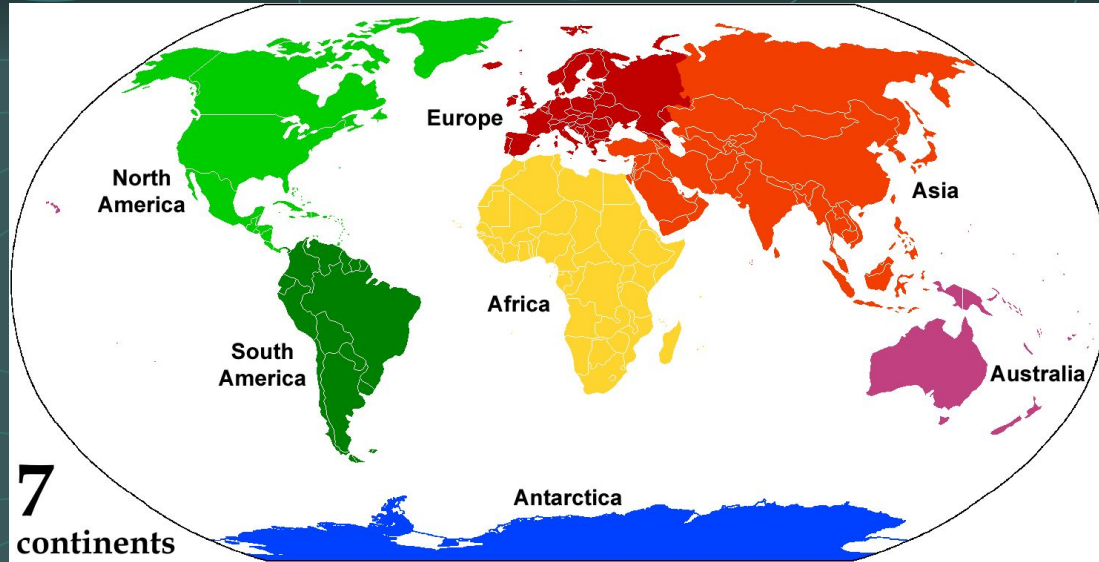 Europe
North
America
Asia
Africa
South
America
Australia
7
continents
Antarctica